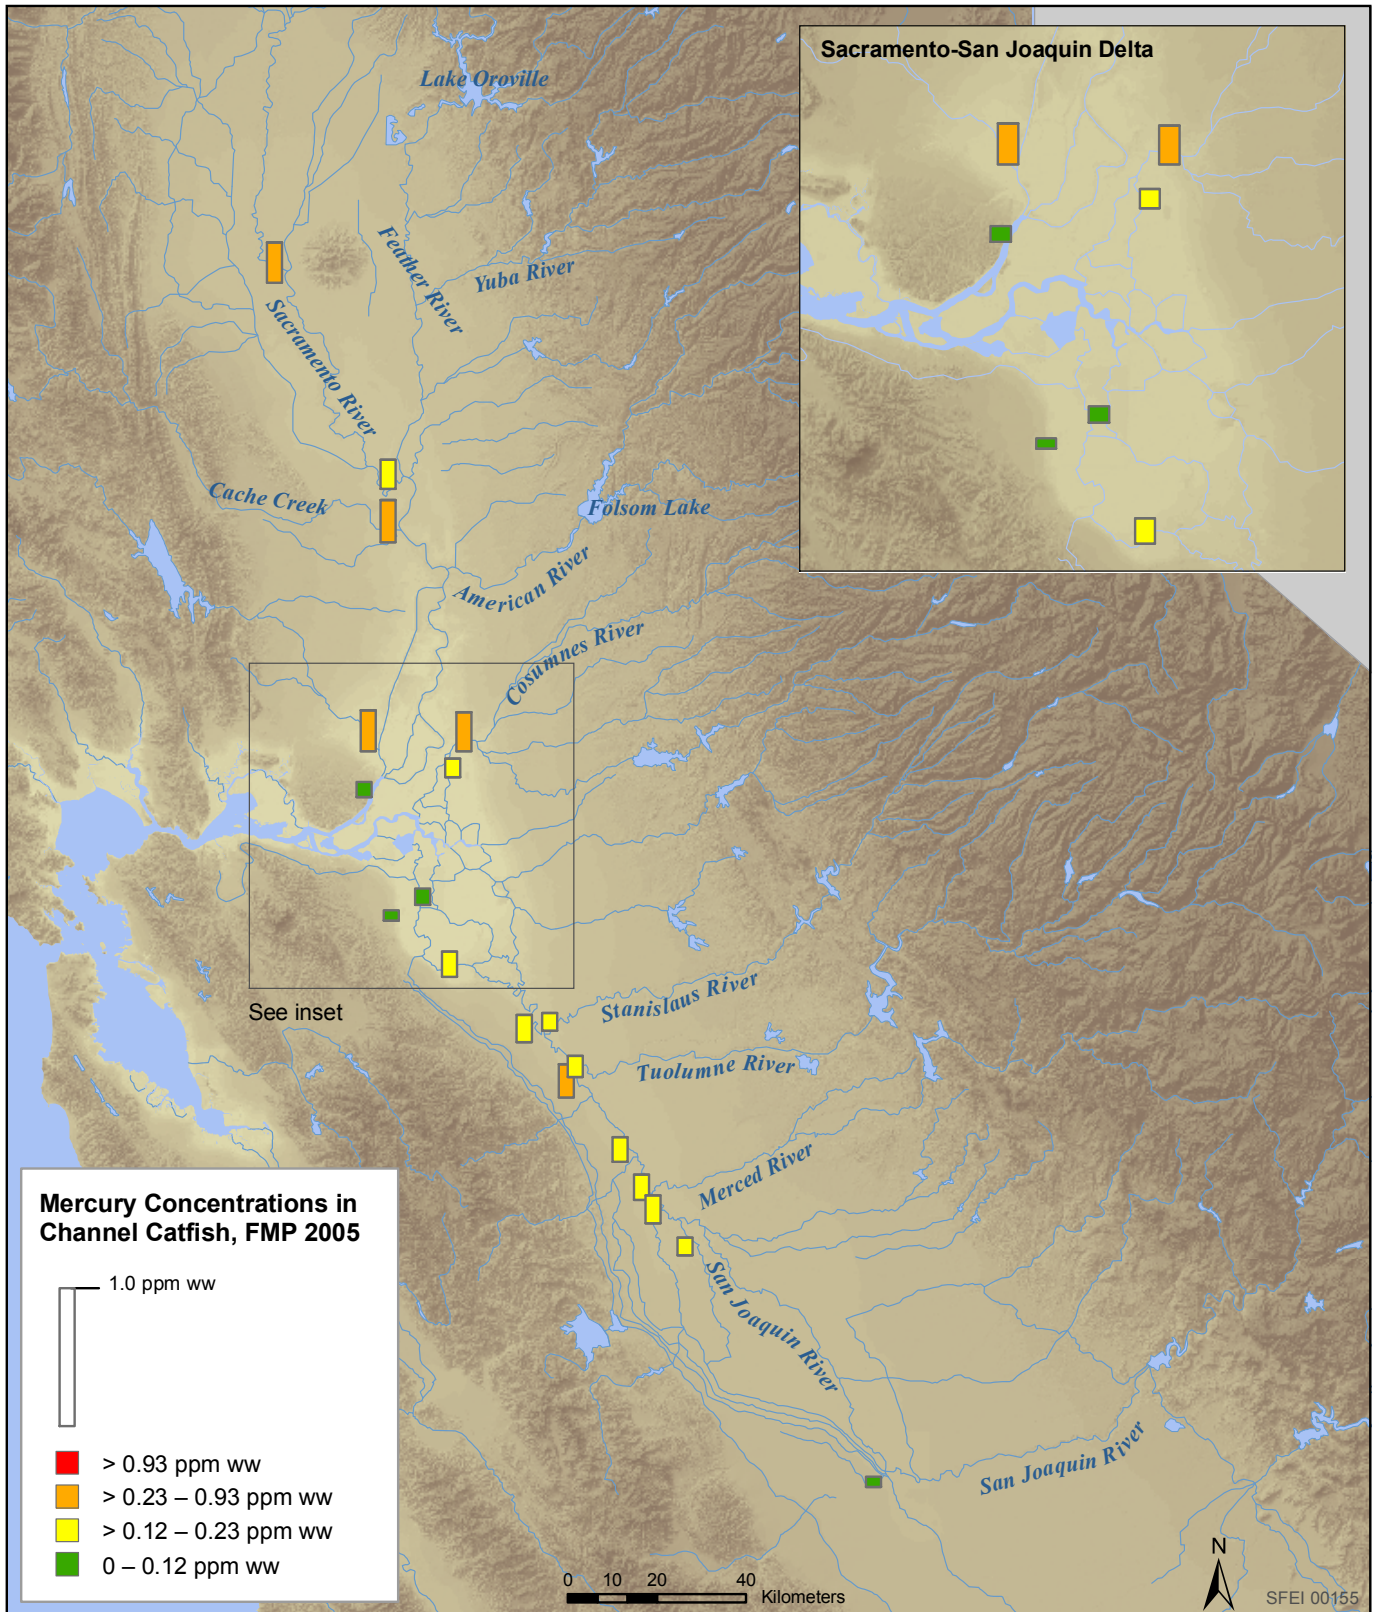 Sacramento-San Joaquin Delta
Lake Oroville
Feather River
Yuba River
Sacramento River
Cache Creek
Folsom Lake
American River
Cosumnes River
See inset
Stanislaus River
Tuolumne River
Merced River
San Joaquin River
San Joaquin River
Mercury Concentrations in
Channel Catfish, FMP 2005
1.0 ppm ww
> 0.93 ppm ww
> 0.23 – 0.93 ppm ww
> 0.12 – 0.23 ppm ww
0 – 0.12 ppm ww
0 10 20 40
Kilometers
N
SFEI 00155